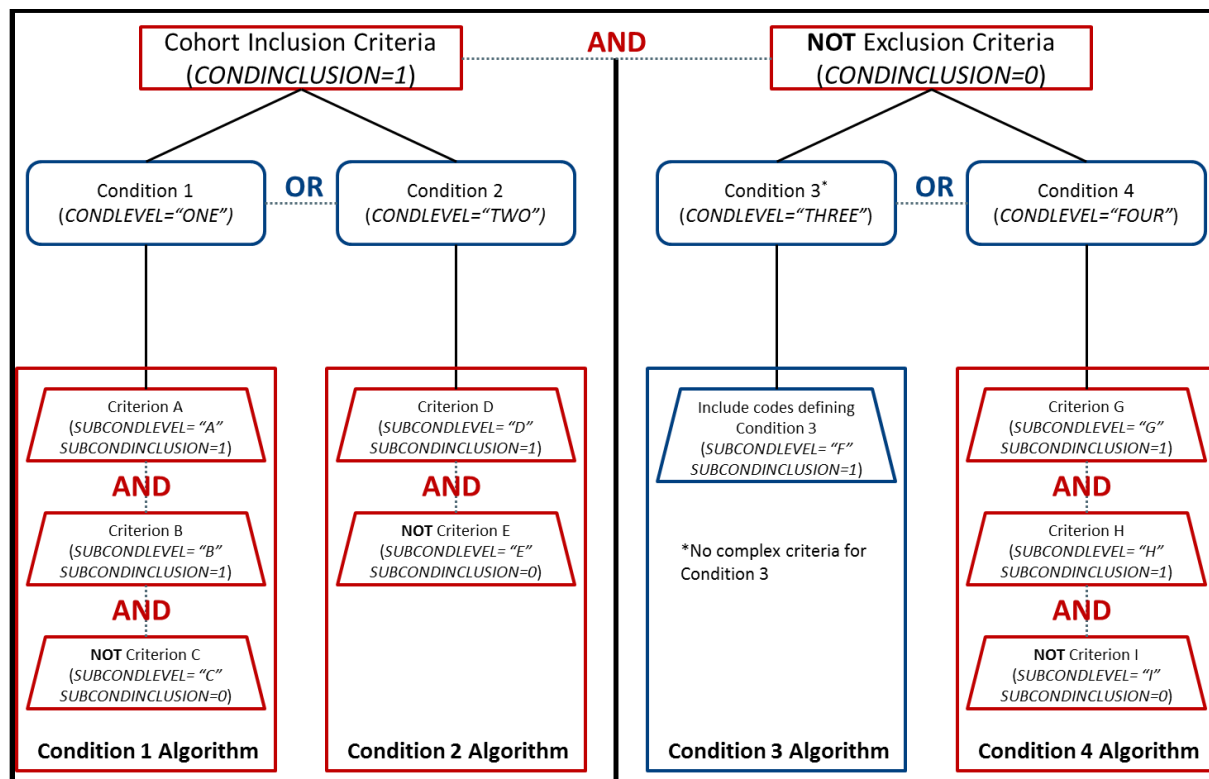 Cohort Inclusion Criteria
(CONDINCLUSION=1)
AND
NOT Exclusion Criteria
(CONDINCLUSION=0)
Condition 1
(CONDLEVEL=“ONE”)
OR
Condition 2
(CONDLEVEL=“TWO”)
Condition 3*
(CONDLEVEL=“THREE”)
OR
Condition 4
(CONDLEVEL=“FOUR”)
Criterion A
(SUBCONDLEVEL= “A”
SUBCONDINCLUSION=1)
AND
Criterion B
(SUBCONDLEVEL= “B”
SUBCONDINCLUSION=1)
AND
NOT Criterion C
(SUBCONDLEVEL= “C”
SUBCONDINCLUSION=0)
Condition 1 Algorithm
Criterion D
(SUBCONDLEVEL= “D”
SUBCONDINCLUSION=1)
AND
NOT Criterion E
(SUBCONDLEVEL= “E”
SUBCONDINCLUSION=0)
Condition 2 Algorithm
Include codes defining
Condition 3
(SUBCONDLEVEL= “F”
SUBCONDINCLUSION=1)
*No complex criteria for
Condition 3
Condition 3 Algorithm
Criterion G
(SUBCONDLEVEL= “G”
SUBCONDINCLUSION=1)
AND
Criterion H
(SUBCONDLEVEL= “H”
SUBCONDINCLUSION=1)
AND
NOT Criterion I
(SUBCONDLEVEL= “I”
SUBCONDINCLUSION=0)
Condition 4 Algorithm